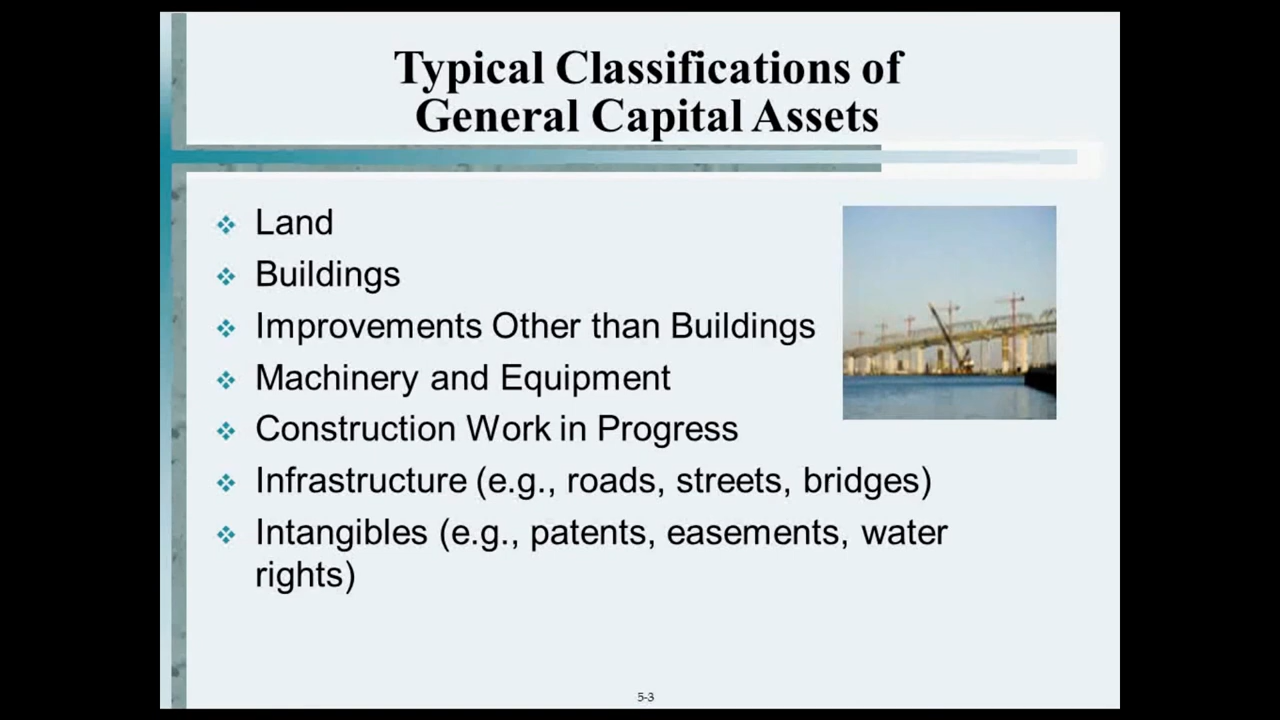 Typical Classifications of
General Capital Assets
Land
Buildings
Improvements Other than Buildings
Machinery and Equipment
Construction Work in Progress
Infrastructure (e.g., roads, streets, bridges)
Intangibles (e.g., patents, easements, water
rights)
5-3